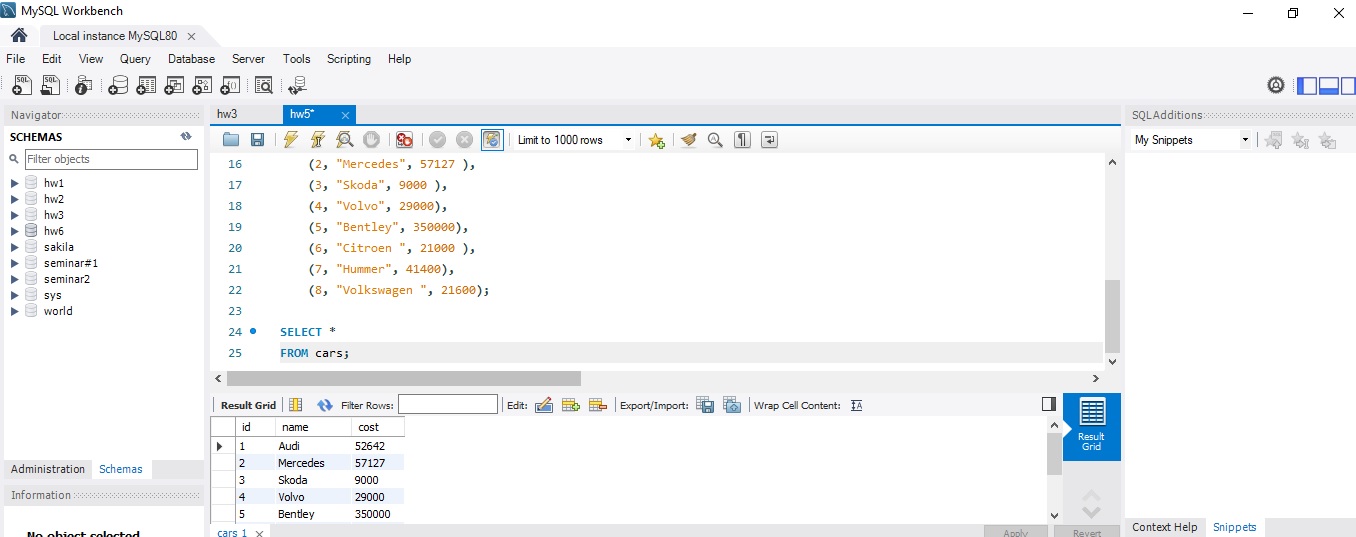 MySQL Workbench
Local instance MySQL80
File Edit View Query Database Server Tools Scripting Help
Navigator
SCHEMAS
Filter objects
hw1
hw2
hw3
hw6
sakila
seminar#1
seminar2
sys
world
Administration Schemas
Information
No object selected
hw3 hw5*
Limit to 1000 rows
16 (2, "Mercedes", 57127 ),
17 (3, "Skoda", 9000 ),
18 (4, "Volvo", 29000),
19 (5, "Bentley", 350000),
20 (6, "Citroen ", 21000 ),
21 (7, "Hummer", 41400),
22 (8, "Volkswagen ", 21600);
23
24 SELECT *
25 FROM cars;
Result Grid Filter Rows: Edit: Export/Import: Wrap Cell Content:
id name cost
1 Audi 52642
2 Mercedes 57127
3 Skoda 9000
4 Volvo 29000
5 Bentley 350000
Result
Grid
cars 1 Apply Revert
SQLAdditions
My Snippets
Context Help Snippets